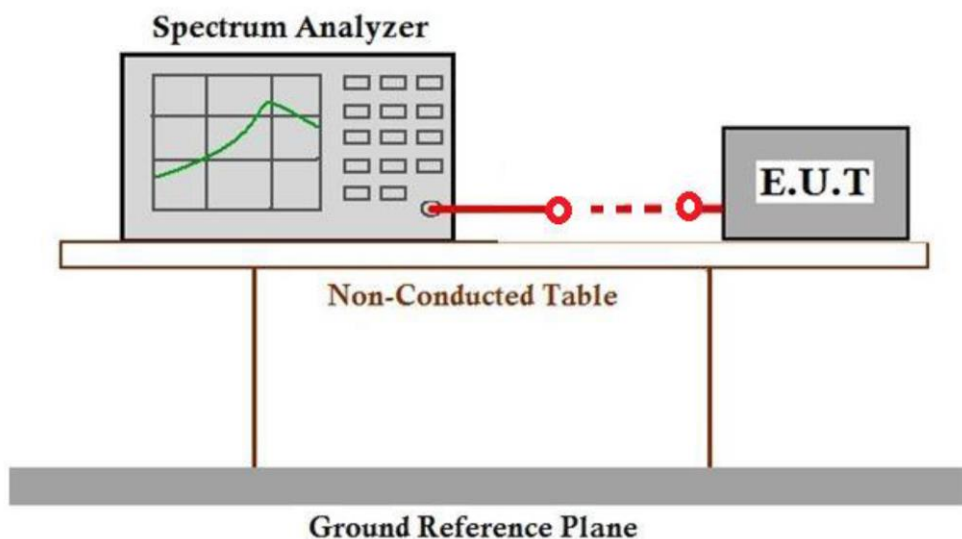 Spectrum Analyzer
E.U.T
Non-Conducted Table
Ground Reference Plane